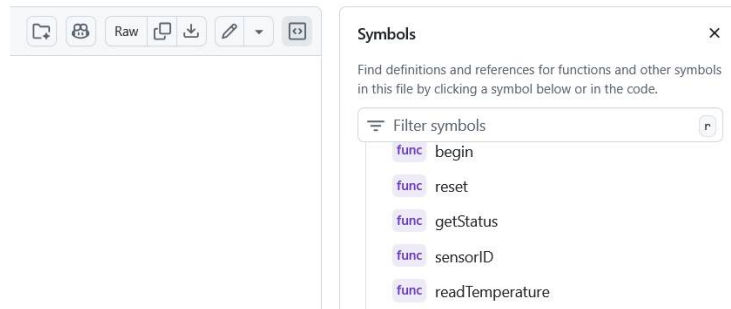 Raw
Symbols
Find definitions and references for functions and other symbols
in this file by clicking a symbol below or in the code.
Filter symbols
r
func begin
func reset
func getStatus
func sensorID
func readTemperature